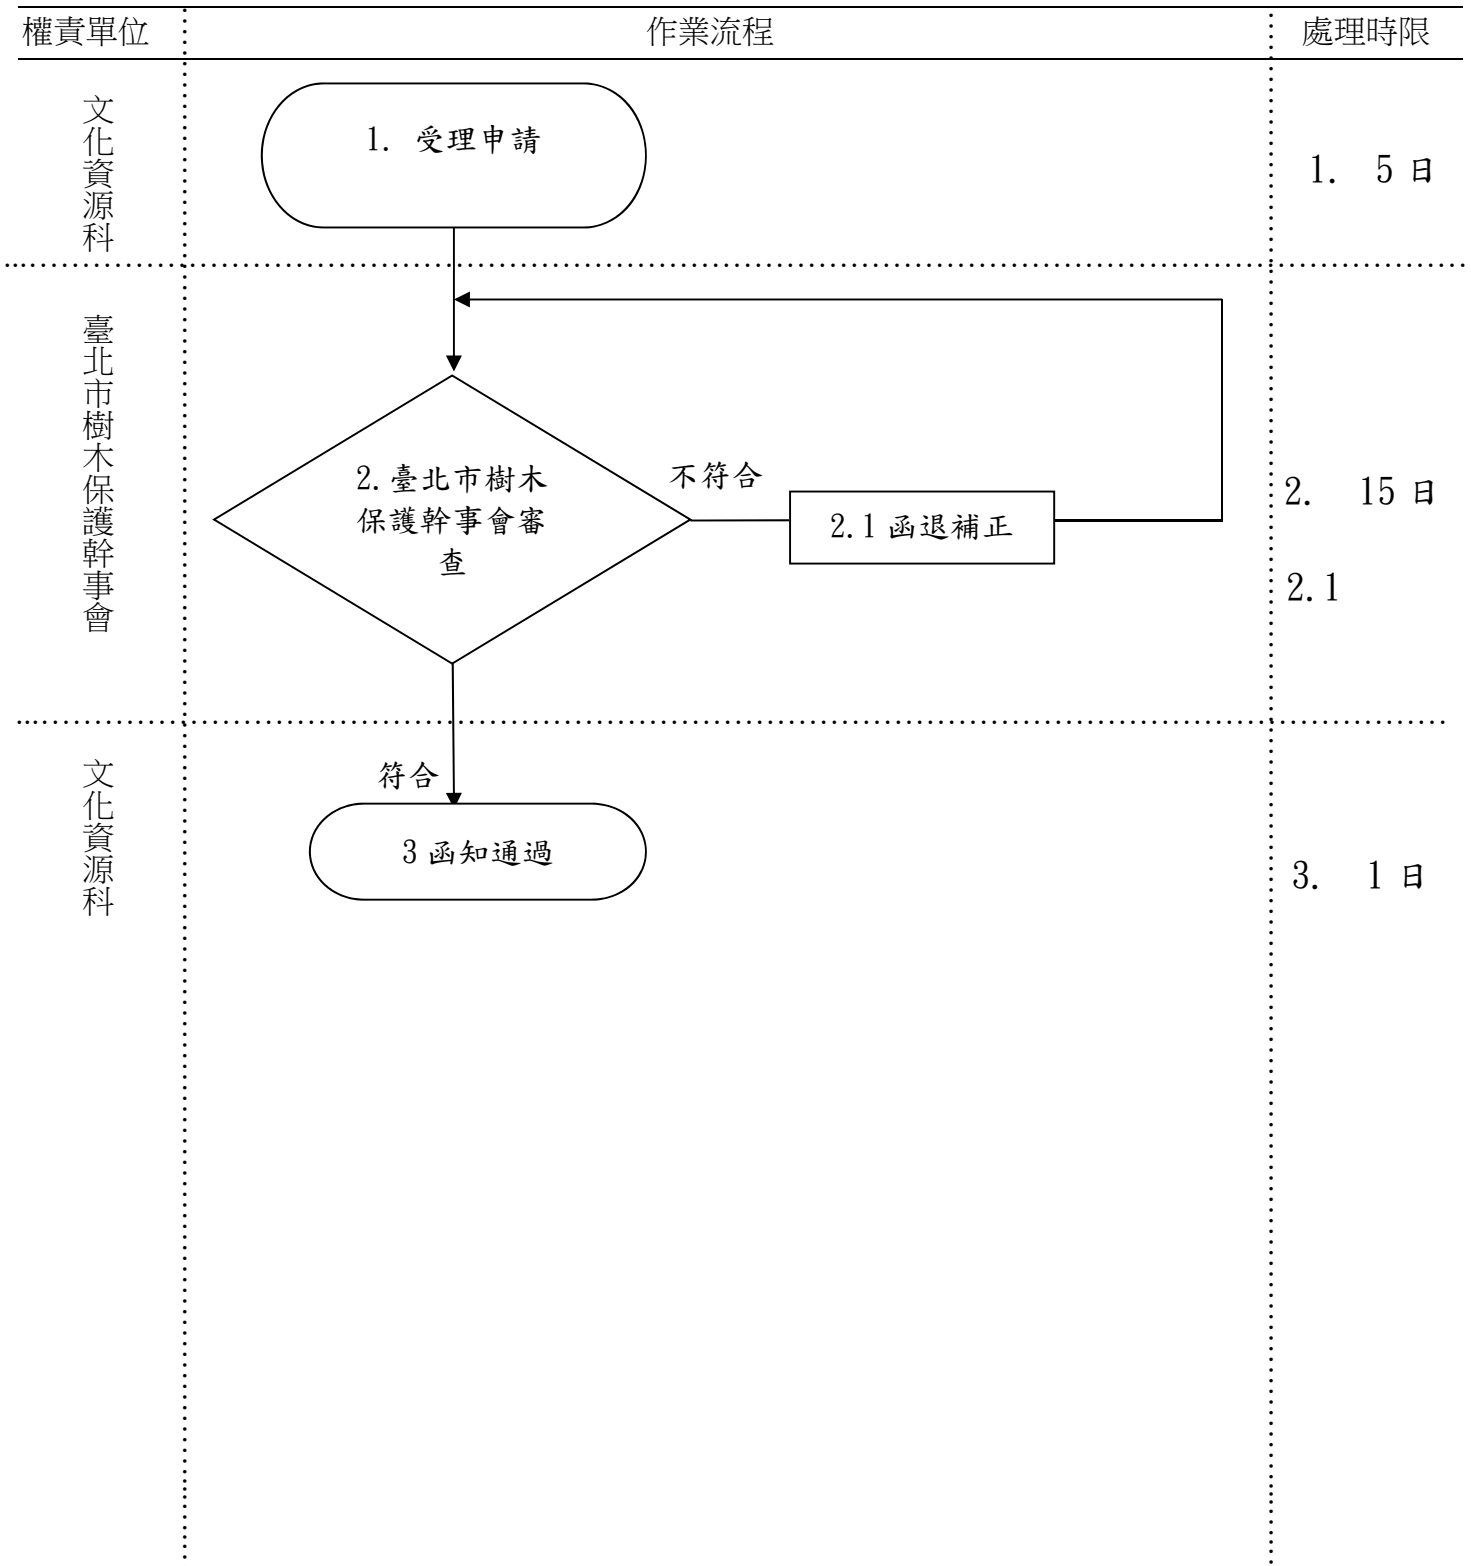 權責單位 作業流程 處理時限
文化資源科
1. 受理申請
1. 5日
臺北市樹木保護幹事會
2.臺北市樹木
保護幹事會審
查
不符合
2.1函退補正
2. 15日
2.1
文化資源科
符合
3函知通過
3. 1日